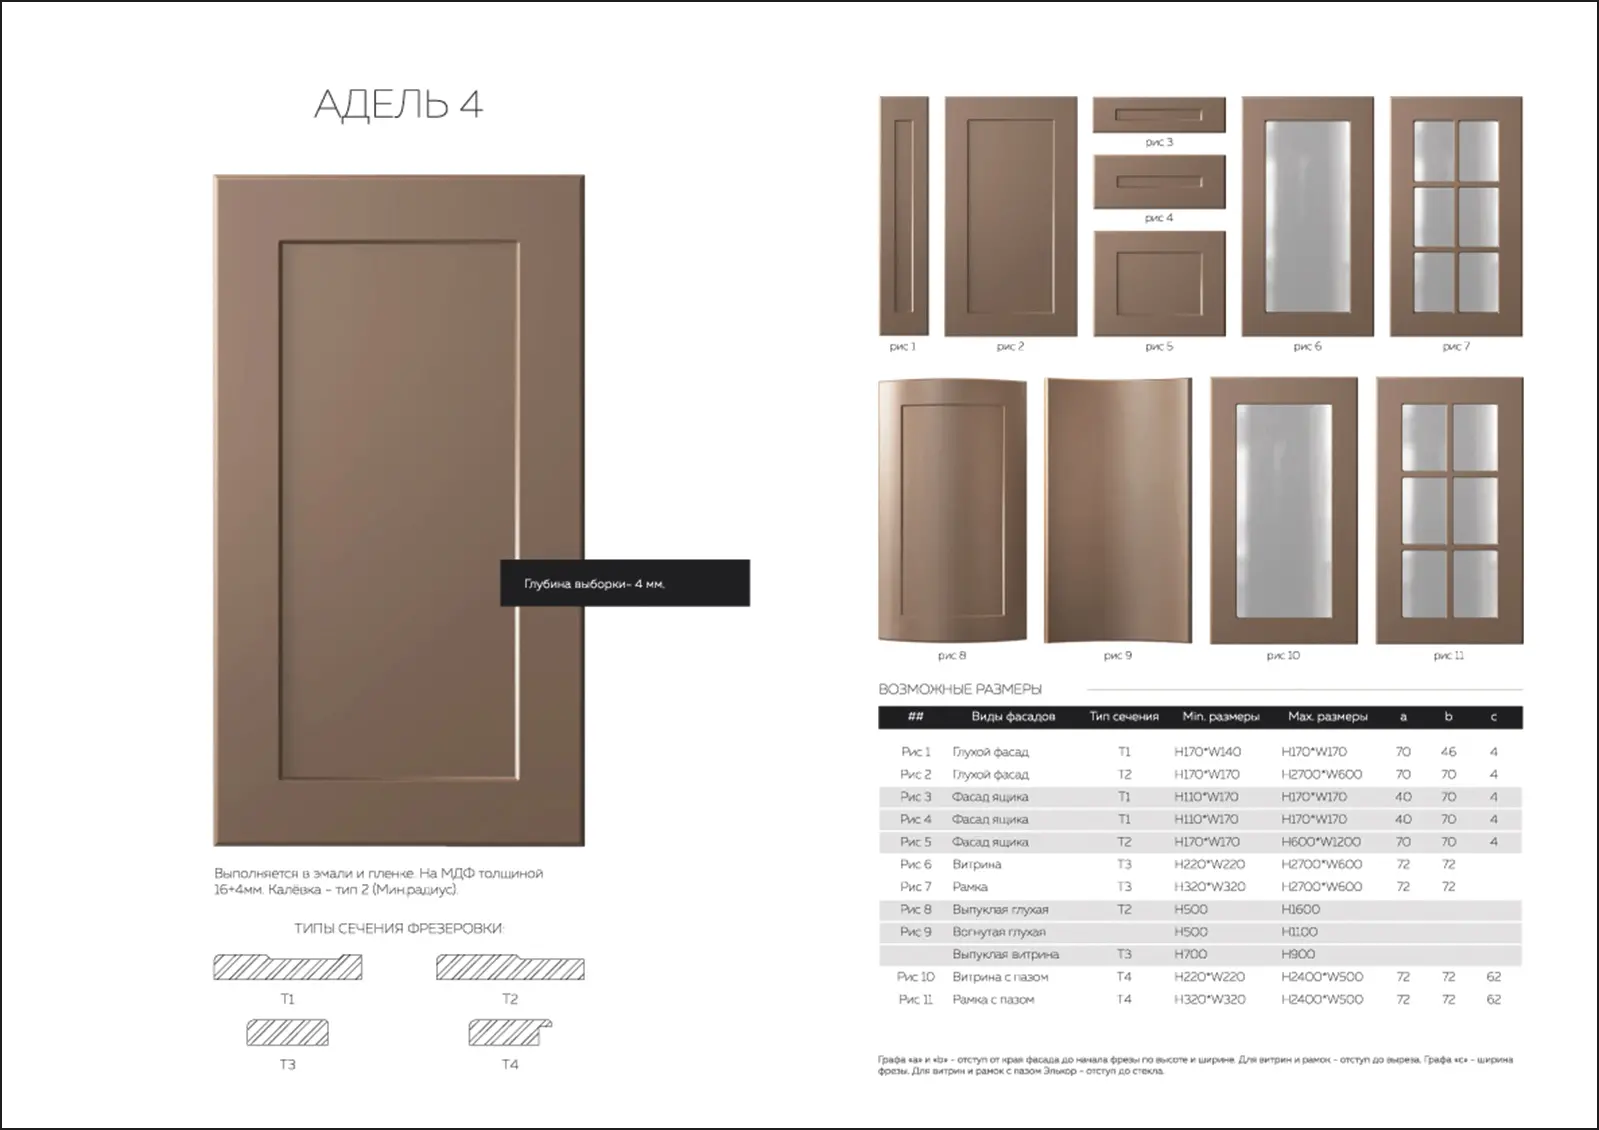 АДЕЛЬ 4
Глубина выборки- 4 мм.
Выполняется в эмали и пленке. На МДФ толщиной
16+4мм. Калёвка - тип 2 (Мин.радиус).
ТИПЫ СЕЧЕНИЯ ФРЕЗЕРОВКИ:
Т1
Т2
Т3
Т4
рис 1
рис 2
рис 3
рис 4
рис 5
рис 6
рис 7
рис 8
рис 9
рис 10
рис 11
ВОЗМОЖНЫЕ РАЗМЕРЫ
## Виды фасадов Тип сечения Min. размеры Max. размеры a b c
Рис 1 Глухой фасад Т1 H170*W140 H170*W170 70 46 4
Рис 2 Глухой фасад Т2 H170*W170 H2700*W600 70 70 4
Рис 3 Фасад ящика Т1 H110*W170 H170*W170 40 70 4
Рис 4 Фасад ящика Т1 H110*W170 H170*W170 40 70 4
Рис 5 Фасад ящика Т2 H170*W170 H600*W1200 70 70 4
Рис 6 Витрина Т3 H220*W220 H2700*W600 72 72
Рис 7 Рамка Т3 H320*W320 H2700*W600 72 72
Рис 8 Выпуклая глухая Т2 H500 H1600
Рис 9 Вогнутая глухая H500 H1100
Выпуклая витрина Т3 H700 H900
Рис 10 Витрина с пазом Т4 H220*W220 H2400*W500 72 72 62
Рис 11 Рамка с пазом Т4 H320*W320 H2400*W500 72 72 62
Графа «a» и «b» - отступ от края фасада до начала фрезы по высоте и ширине. Для витрин и рамок - отступ до выреза. Графа «c» - ширина
фрезы. Для витрин и рамок с пазом Элькор - отступ до стекла.